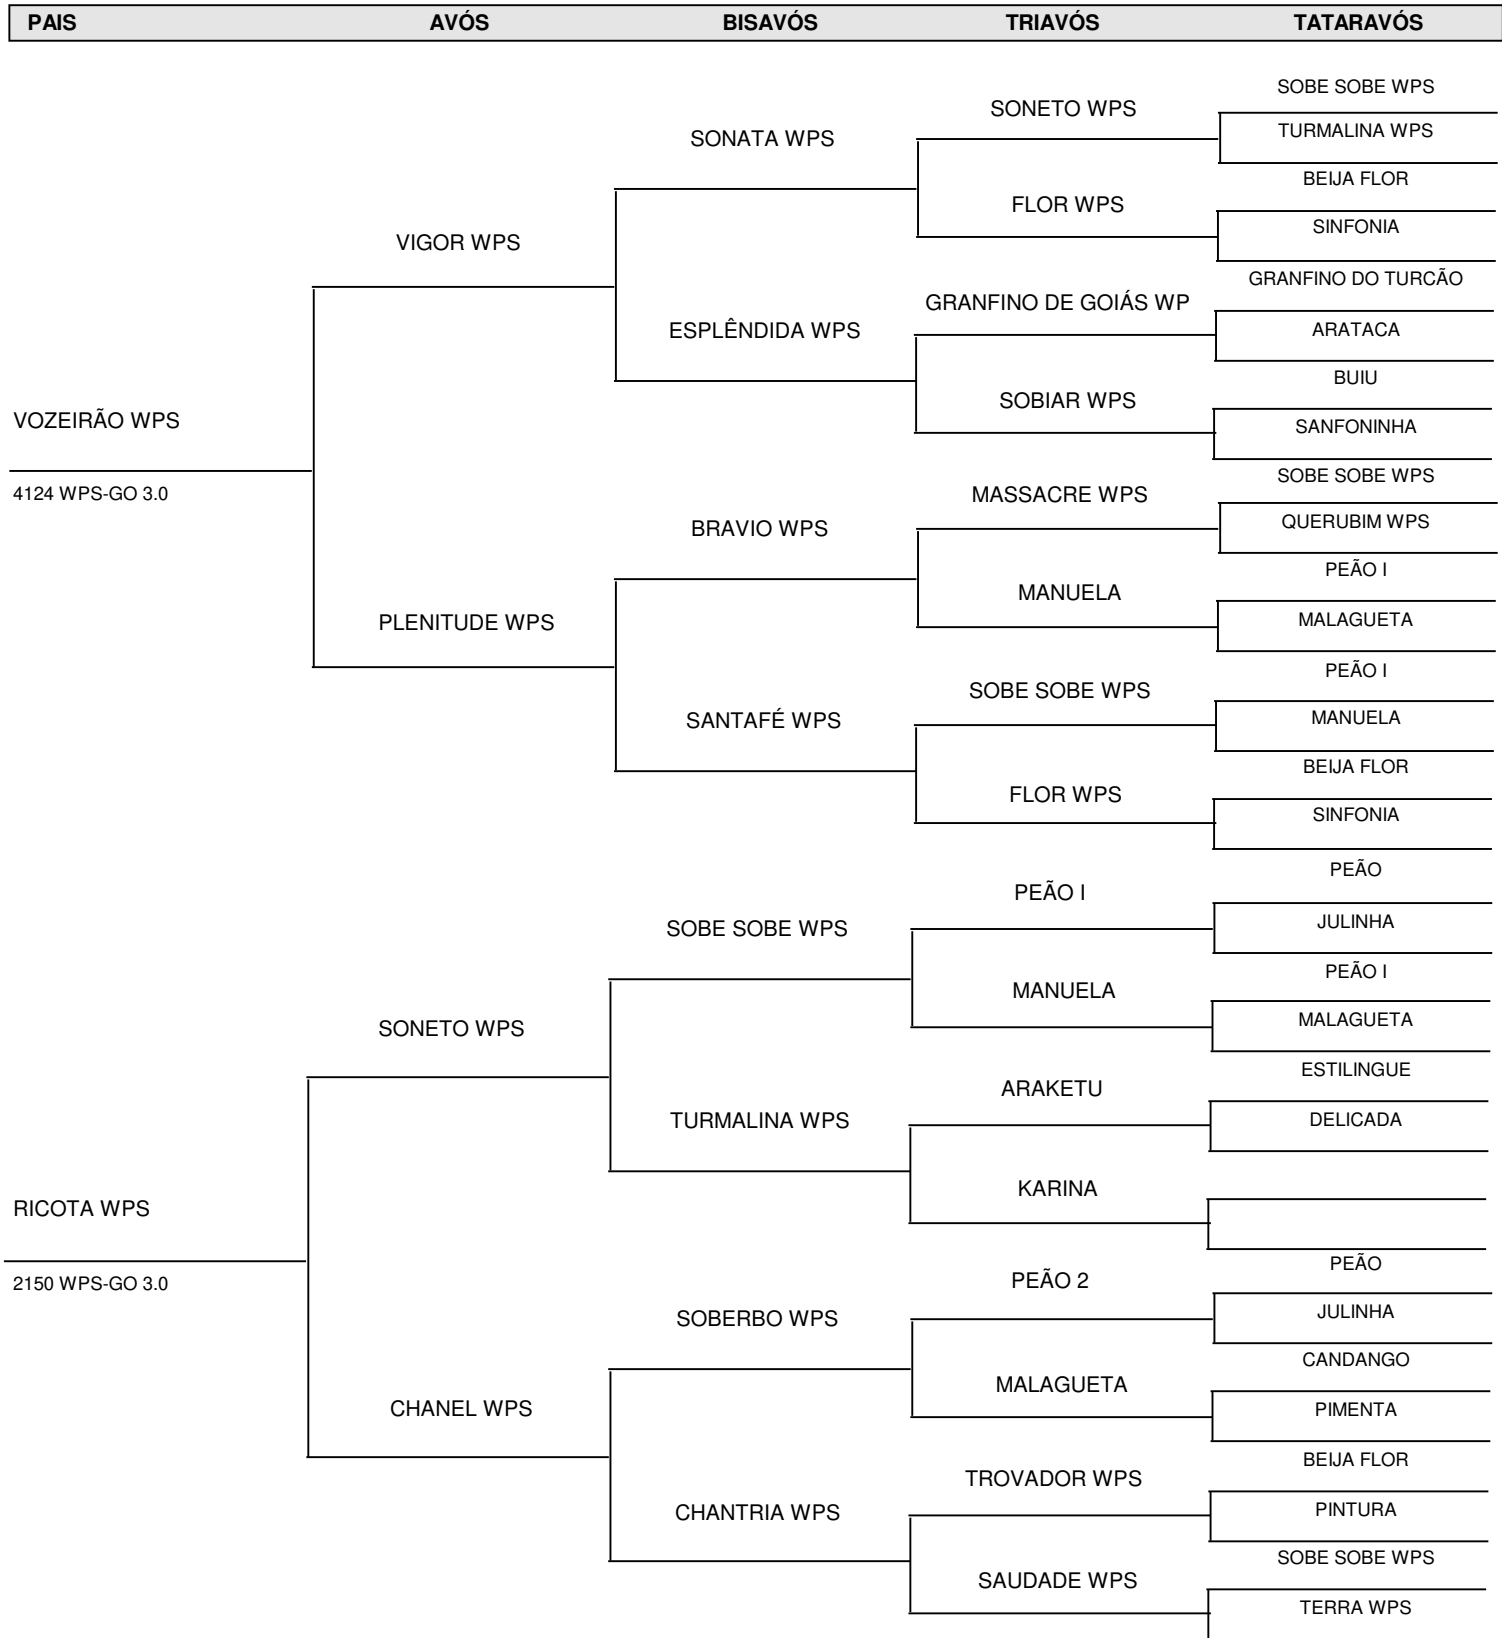 PAIS AVÓS BISAVÓS TRIAVÓS TATARAVÓS
SOBE SOBE WPS
SONETO WPS
TURMALINA WPS
SONATA WPS
BEIJA FLOR
FLOR WPS
SINFONIA
VIGOR WPS
GRANFINO DO TURCÃO
GRANFINO DE GOIÁS WP
ESPLÊNDIDA WPS
ARATACA
BUIU
SOBIAR WPS
VOZEIRÃO WPS
SANFONINHA
SOBE SOBE WPS
4124 WPS-GO 3.0
MASSACRE WPS
QUERUBIM WPS
BRAVIO WPS
PEÃO I
MANUELA
MALAGUETA
PLENITUDE WPS
PEÃO I
SOBE SOBE WPS
MANUELA
SANTAFÉ WPS
BEIJA FLOR
FLOR WPS
SINFONIA
PEÃO
PEÃO I
JULINHA
SOBE SOBE WPS
PEÃO I
MANUELA
MALAGUETA
SONETO WPS
ESTILINGUE
ARAKETU
DELICADA
TURMALINA WPS
KARINA
RICOTA WPS
PEÃO
2150 WPS-GO 3.0
PEÃO 2
JULINHA
SOBERBO WPS
CANDANGO
MALAGUETA
PIMENTA
CHANEL WPS
BEIJA FLOR
TROVADOR WPS
PINTURA
CHANTRIA WPS
SOBE SOBE WPS
SAUDADE WPS
TERRA WPS